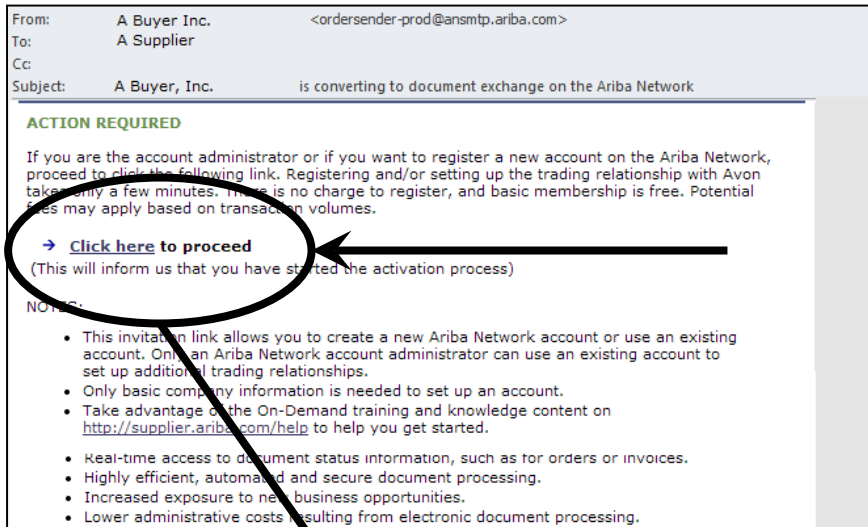 From: A Buyer Inc. <ordersender-prod@ansmtp.ariba.com>
To: A Supplier
Cc:
Subject: A Buyer, Inc. is converting to document exchange on the Ariba Network
ACTION REQUIRED
If you are the account administrator or if you want to register a new account on the Ariba Network,
proceed to click the following link. Registering and/or setting up the trading relationship with Avon
takes only a few minutes. There is no charge to register, and basic membership is free. Potential
fees may apply based on transaction volumes.
→ Click here to proceed
(This will inform us that you have started the activation process)
NOTES:
• This invitation link allows you to create a new Ariba Network account or use an existing
account. Only an Ariba Network account administrator can use an existing account to
set up additional trading relationships.
• Only basic company information is needed to set up an account.
• Take advantage of the On-Demand training and knowledge content on
http://supplier.ariba.com/help to help you get started.
• Real-time access to document status information, such as for orders or invoices.
• Highly efficient, automated and secure document processing.
• Increased exposure to new business opportunities.
• Lower administrative costs resulting from electronic document processing.